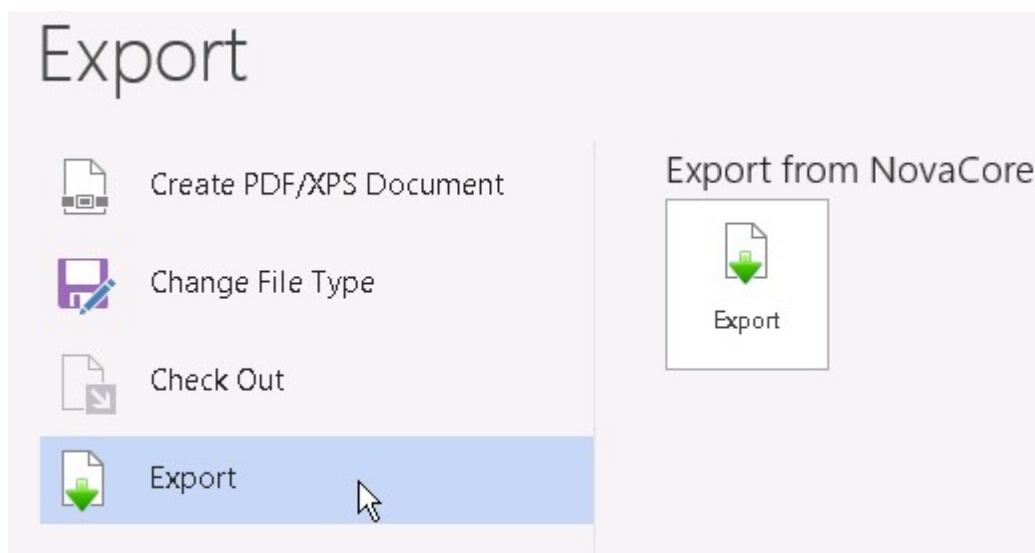 Export
Create PDF/XPS Document
Change File Type
Check Out
Export
Export from NovaCore
Export